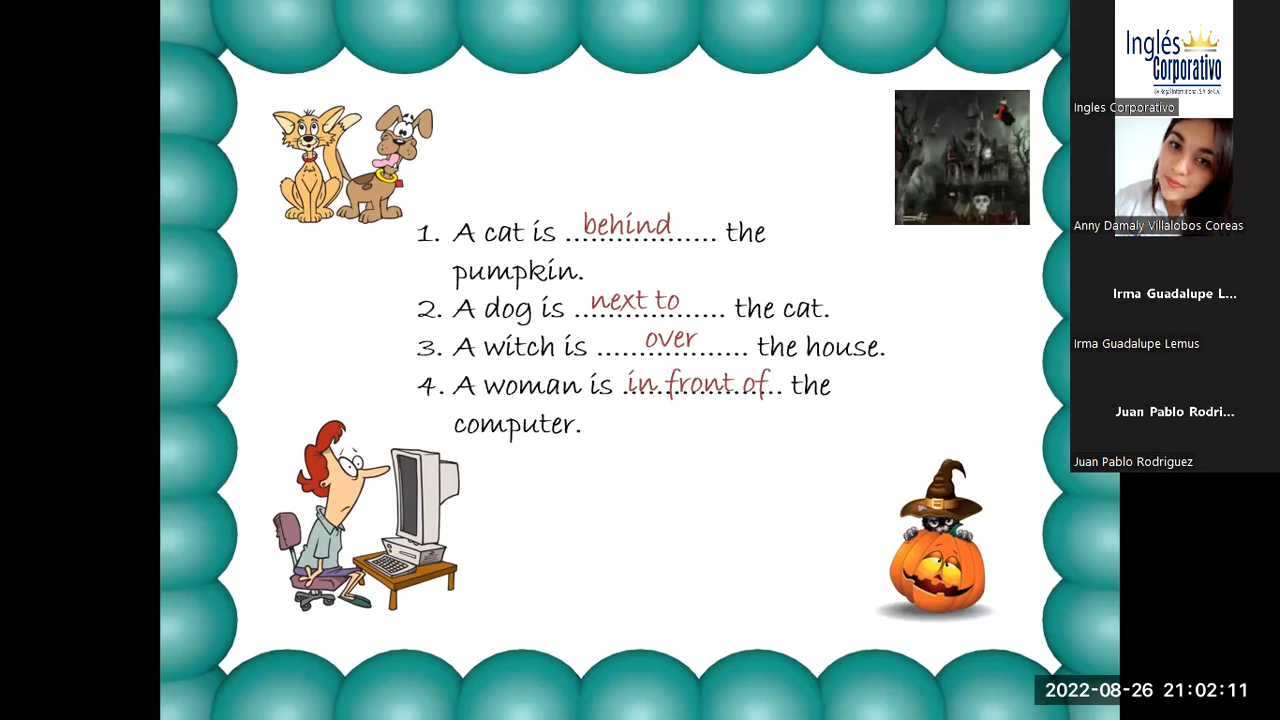 1. A cat is behind the
pumpkin.
2. A dog is next to the cat.
3. A witch is over the house.
4. A woman is in front of the
computer.
Inglés
Corporativo
Ingles Corporativo
Anny Damaly Villalobos Coreas
Irma Guadalupe L...
Irma Guadalupe Lemus
Juan Pablo Rodri...
Juan Pablo Rodriguez
2022-08-26 21:02:11